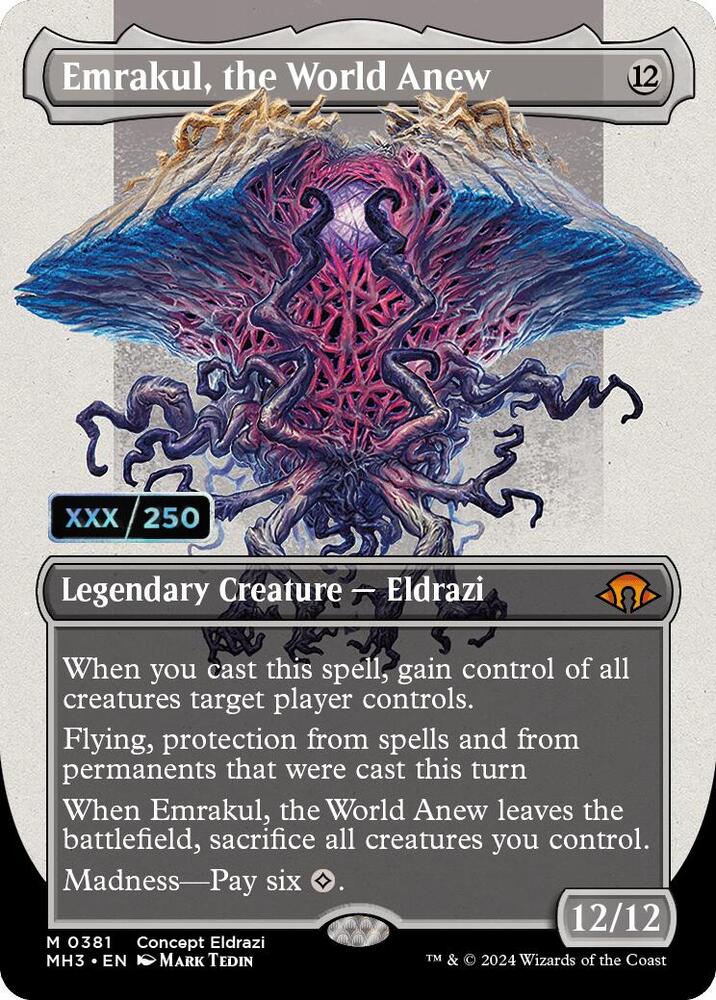 Emrakul, the World Anew
12
XXX/250
Legendary Creature — Eldrazi
When you cast this spell, gain control of all
creatures target player controls.
Flying, protection from spells and from
permanents that were cast this turn
When Emrakul, the World Anew leaves the
battlefield, sacrifice all creatures you control.
Madness—Pay six ◇.
12/12
M 0381 Concept Eldrazi
MH3 • EN Mark Tedin
™ & © 2024 Wizards of the Coast